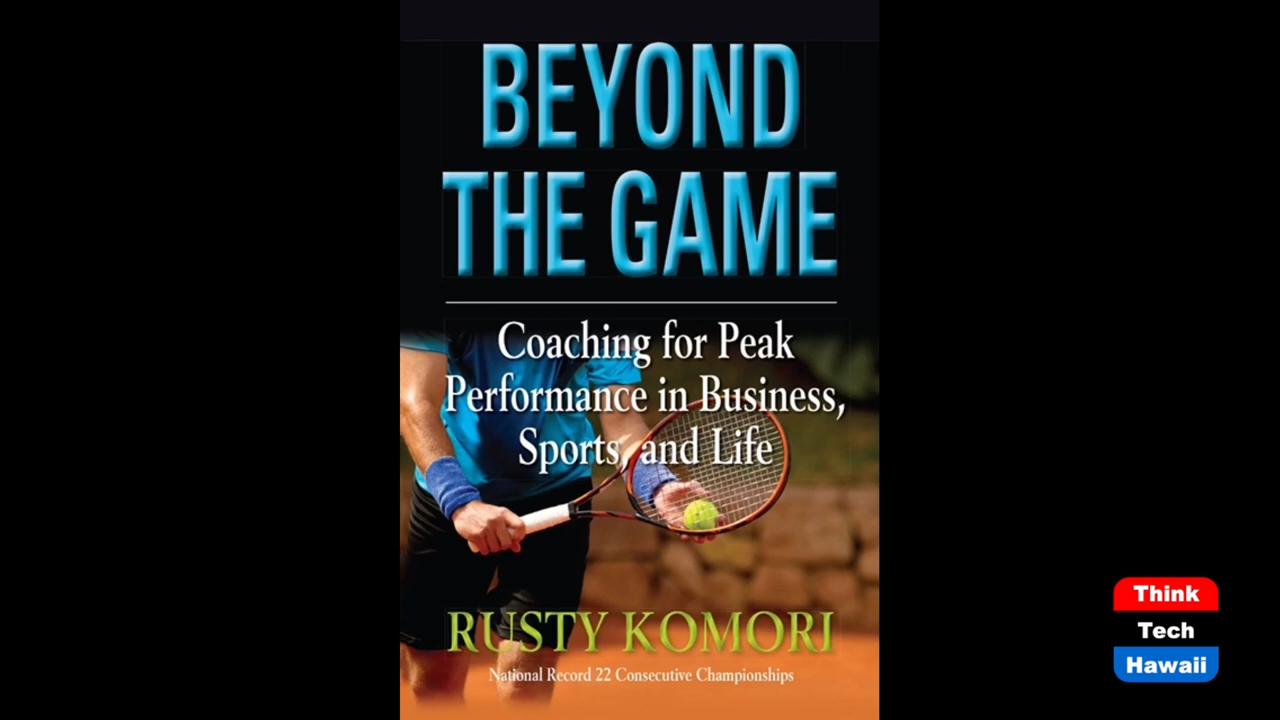 BEYOND
THE GAME
Coaching for Peak
Performance in Business,
Sports, and Life
RUSTY KOMORI
National Record 22 Consecutive Championships
Think
Tech
Hawaii